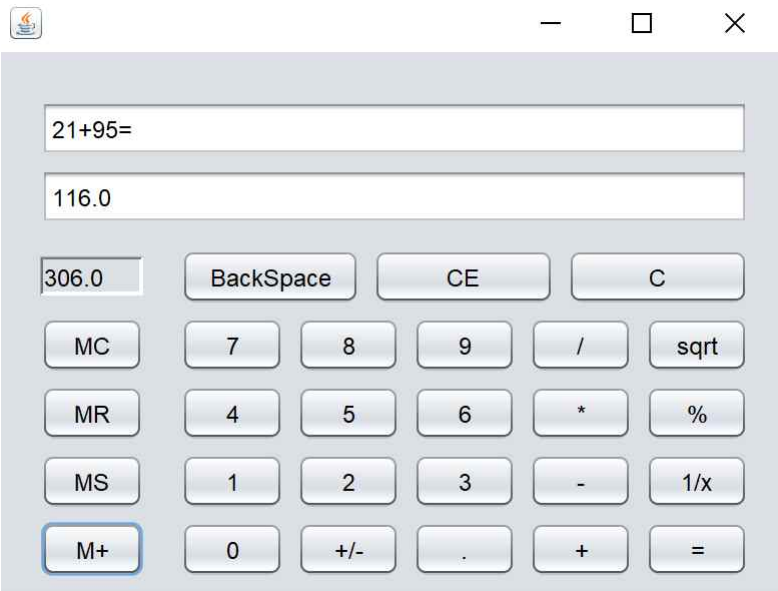 21+95=
116.0
306.0 BackSpace CE C
MC 7 8 9 / sqrt
MR 4 5 6 * %
MS 1 2 3 - 1/x
M+ 0 +/- . + =